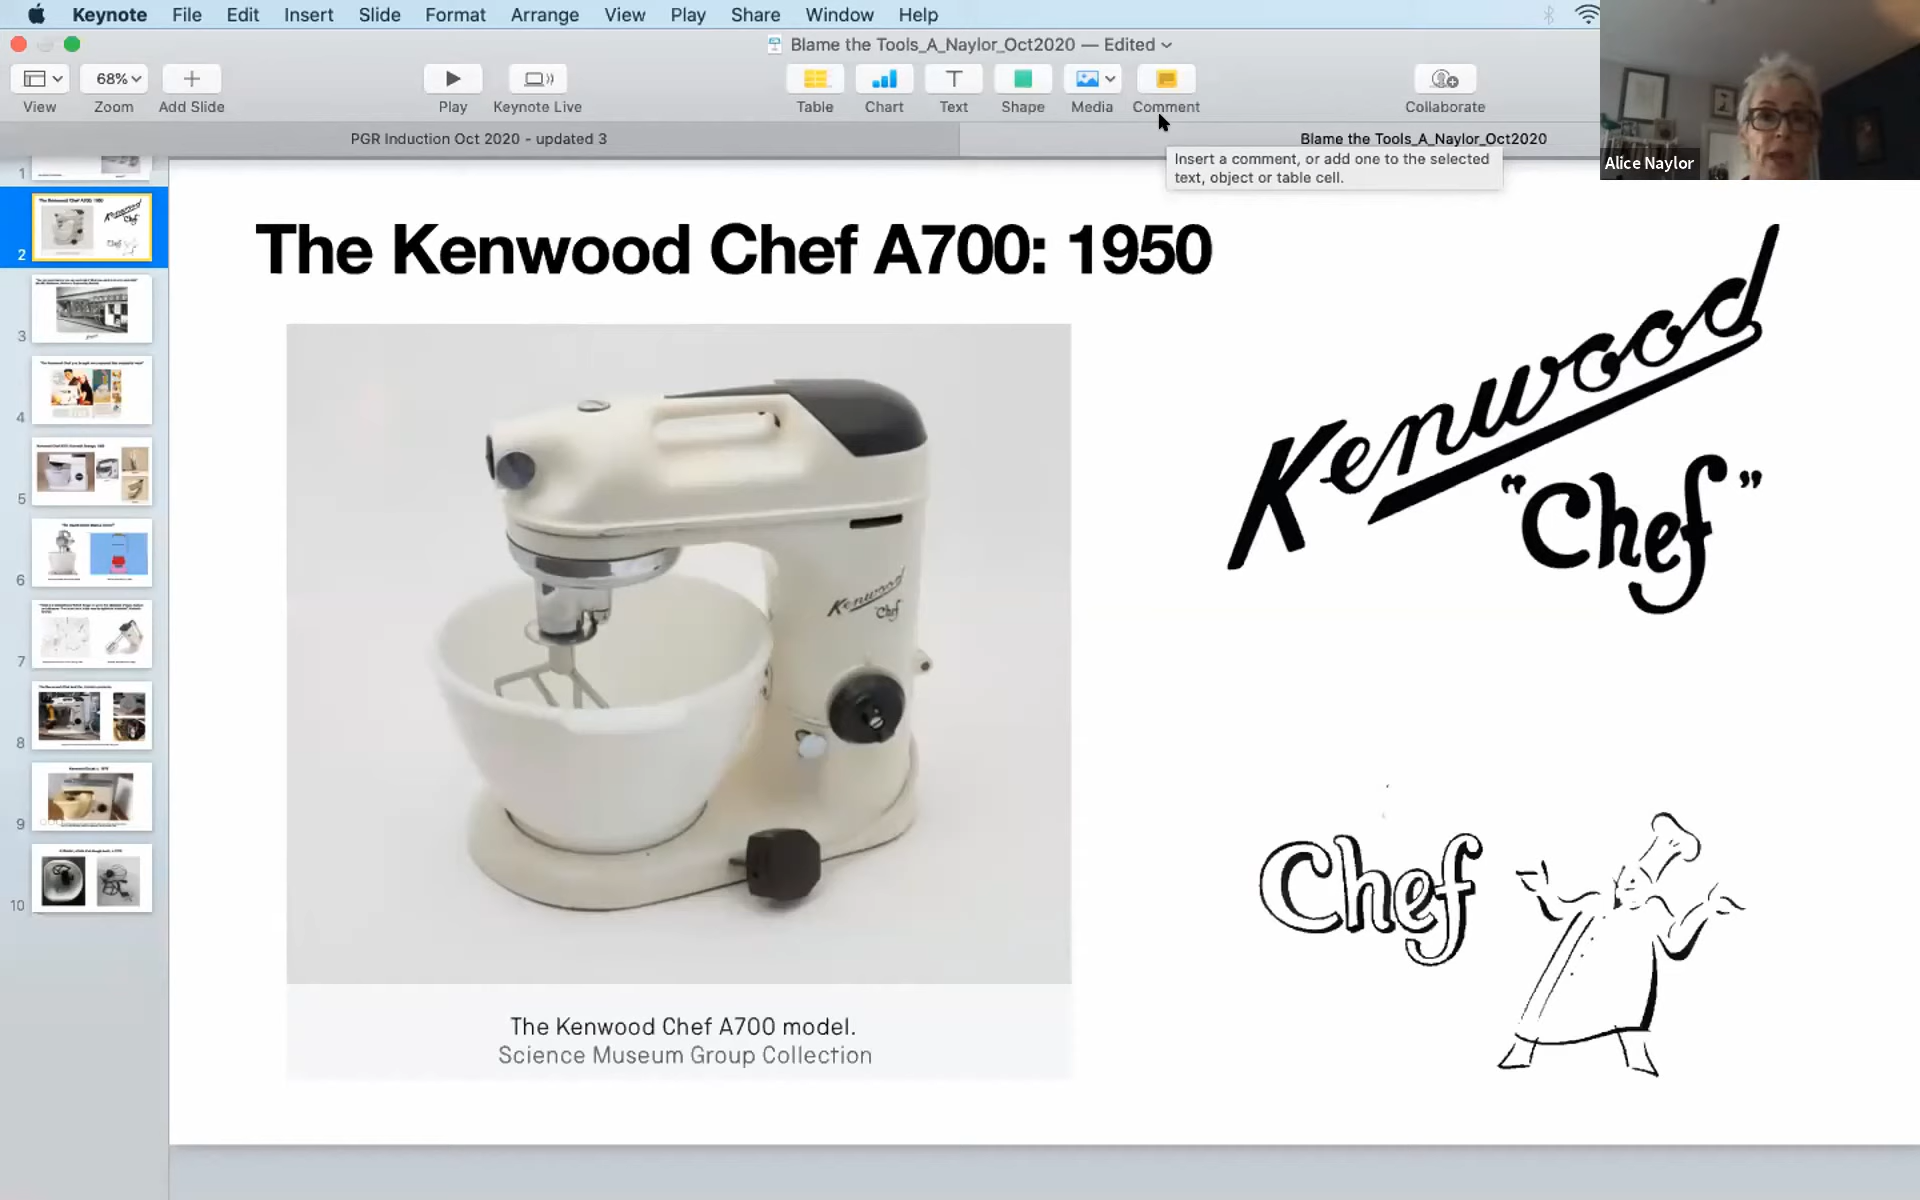 Keynote File Edit Insert Slide Format Arrange View Play Share Window Help
Blame the Tools_A_Naylor_Oct2020 — Edited
68%
View Zoom Add Slide Play Keynote Live Table Chart Text Shape Media Comment Collaborate
PGR Induction Oct 2020 - updated 3
Blame the Tools_A_Naylor_Oct2020
Insert a comment, or add one to the selected
text, object or table cell.
Alice Naylor
1
2
3
4
5
6
7
8
9
10
The Kenwood Chef A700: 1950
Kenwood
"Chef"
Kenwood
"Chef"
Chef
The Kenwood Chef A700 model.
Science Museum Group Collection